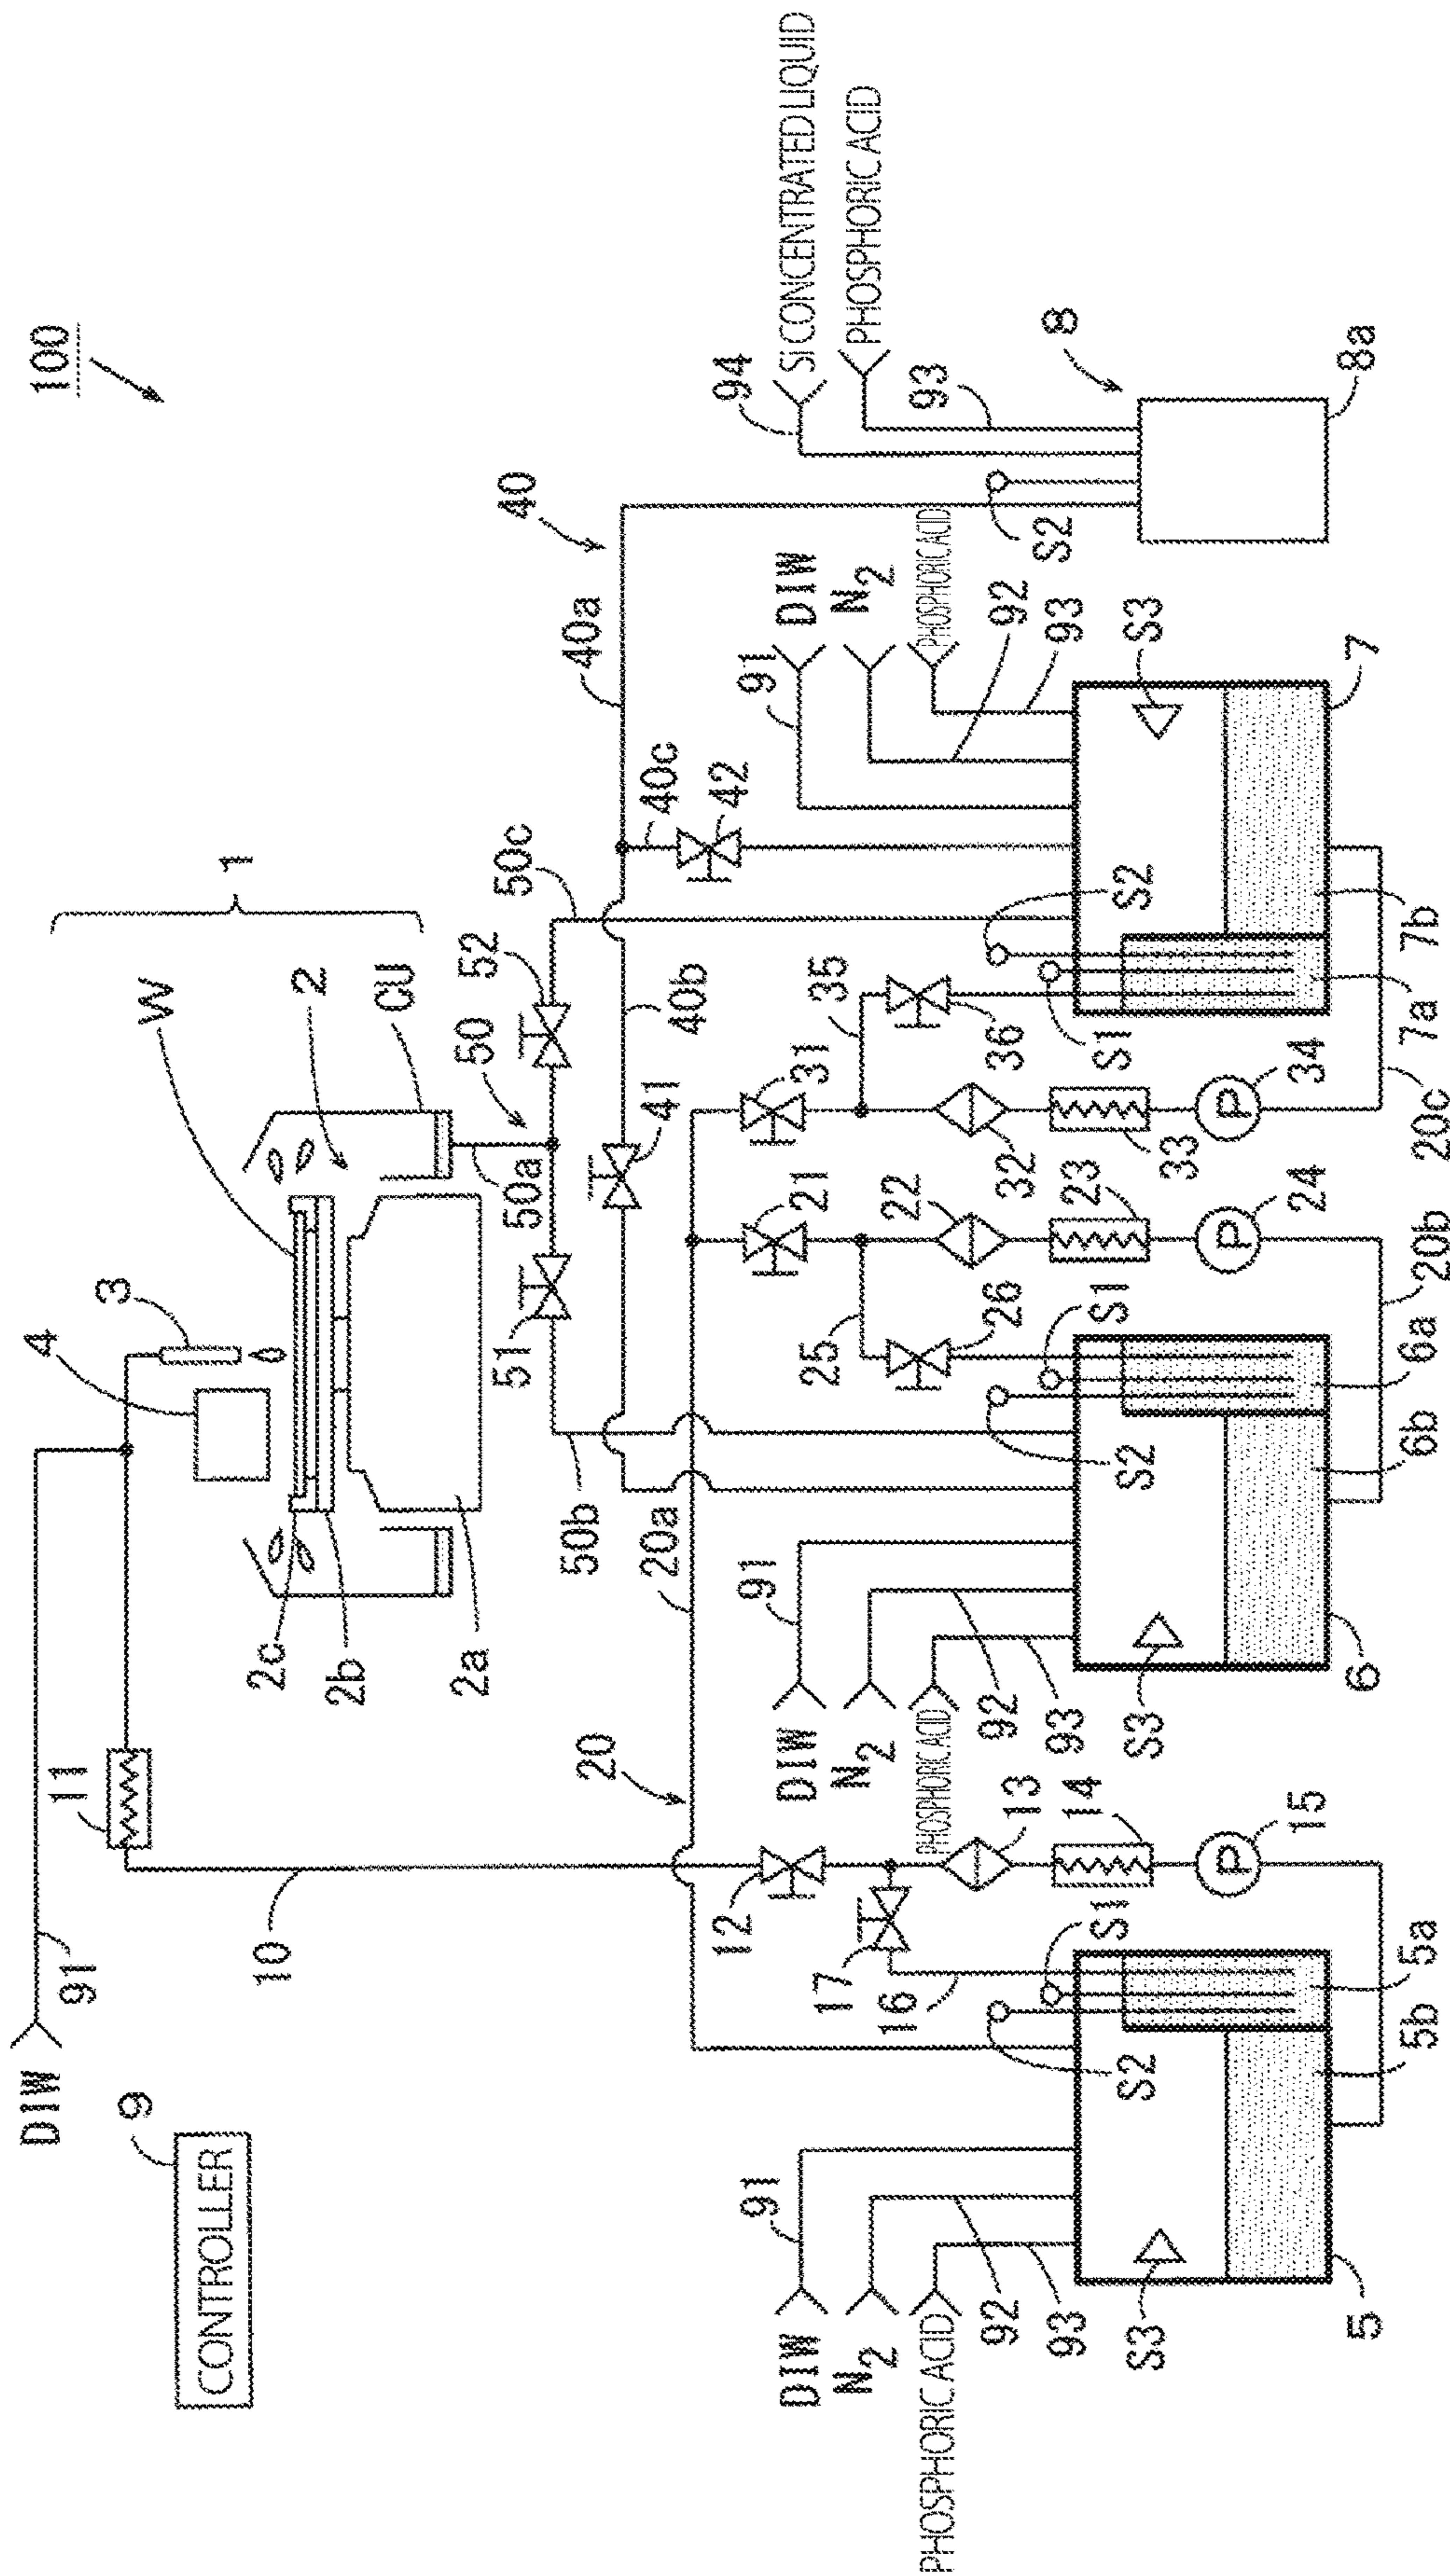 100
1
W
2
CU
3
4
2c
2b
2a
11
DIW
91
10
9
CONTROLLER
50
50a
50b
50c
51
52
40
40a
40b
40c
41
42
94
SI CONCENTRATED LIQUID
PHOSPHORIC ACID
93
8
8a
S2
20
20a
12
13
14
15
P
16
17
S1
S2
91
DIW
92
N2
93
PHOSPHORIC ACID
S3
5
5a
5b
21
22
23
24
P
25
26
S1
S2
20b
91
DIW
92
N2
93
PHOSPHORIC ACID
S3
6
6a
6b
31
32
33
34
P
35
36
S1
S2
20c
91
DIW
92
N2
93
PHOSPHORIC ACID
S3
7
7a
7b